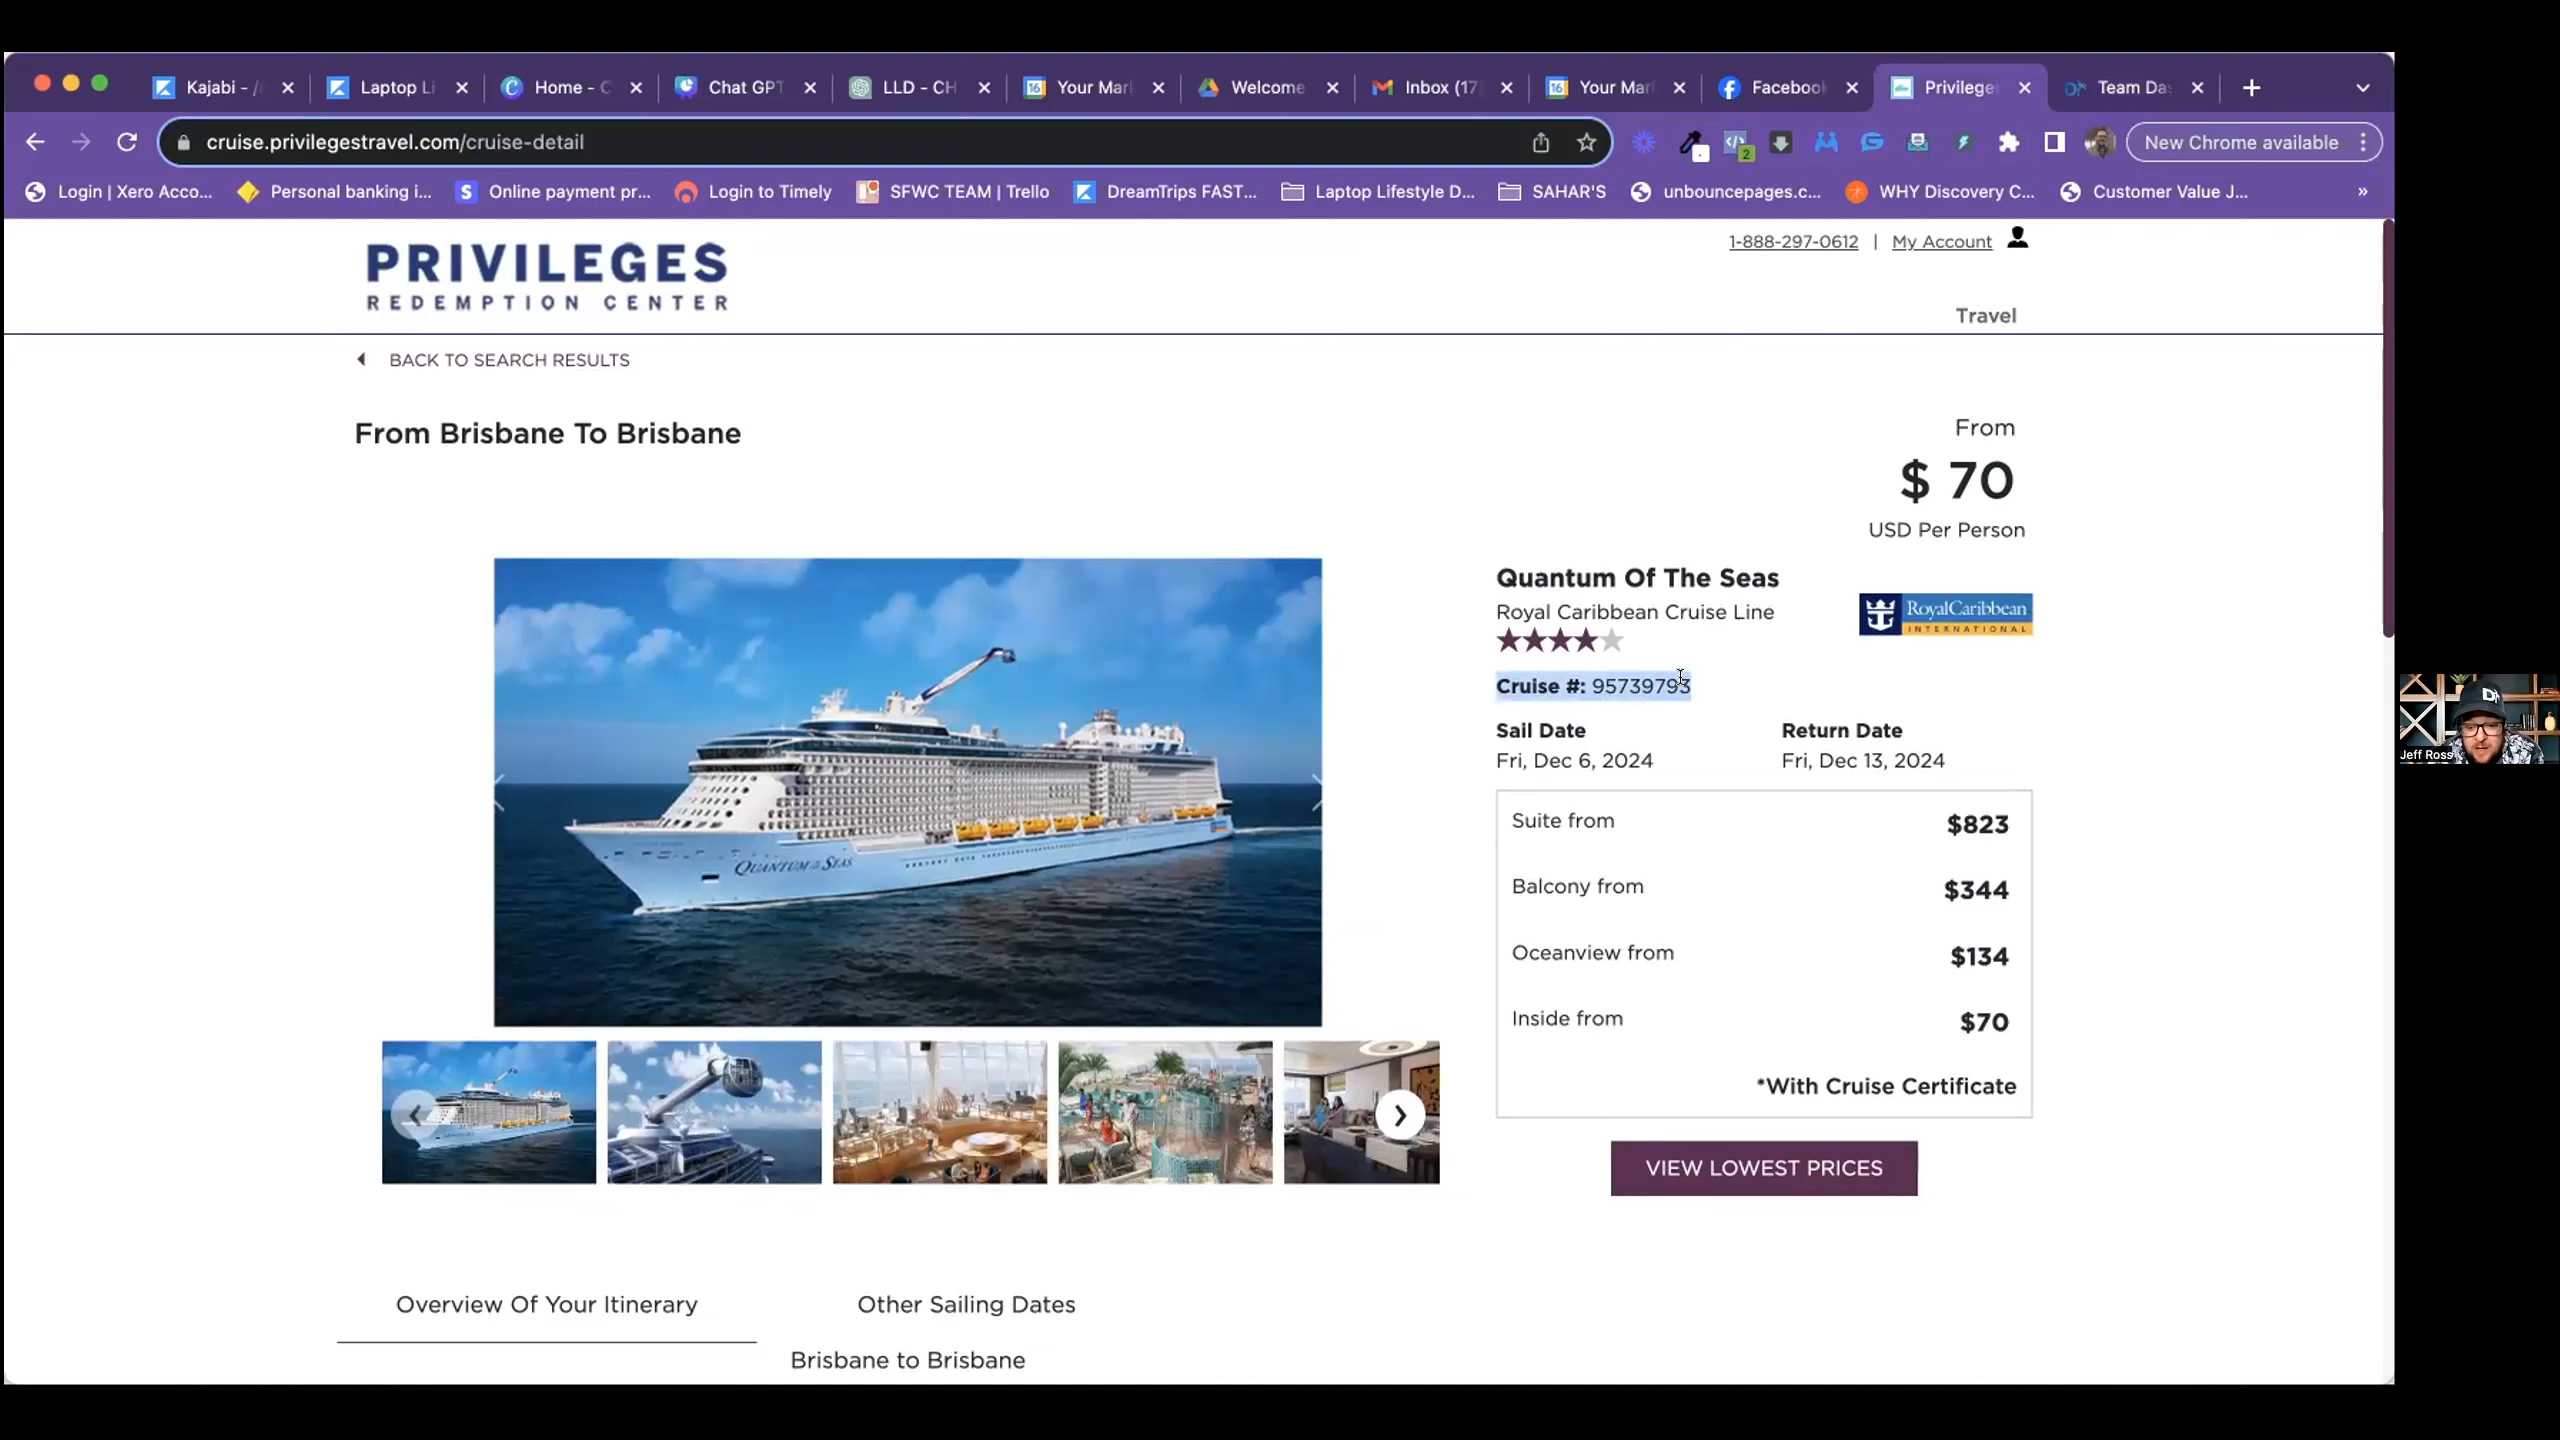 Kajabi - /
Laptop Li
Home - C
Chat GPT
LLD - CH
Your Mar
Welcome
Inbox (17
Your Mar
Facebook
Privilege
Team Da
cruise.privilegestravel.com/cruise-detail
2
New Chrome available
Login | Xero Acco...
Personal banking i...
Online payment pr...
Login to Timely
SFWC TEAM | Trello
DreamTrips FAST...
Laptop Lifestyle D...
SAHAR'S
unbouncepages.c...
WHY Discovery C...
Customer Value J...
»
PRIVILEGES
REDEMPTION CENTER
1-888-297-0612 | My Account
Travel
BACK TO SEARCH RESULTS
From Brisbane To Brisbane
From
$ 70
USD Per Person
Quantum Of The Seas
Royal Caribbean Cruise Line
RoyalCaribbean
INTERNATIONAL
Cruise #: 95739793
Sail Date
Return Date
Fri, Dec 6, 2024
Fri, Dec 13, 2024
Suite from
$823
Balcony from
$344
Oceanview from
$134
Inside from
$70
*With Cruise Certificate
VIEW LOWEST PRICES
QUANTUM OF THE SEAS
Overview Of Your Itinerary
Other Sailing Dates
Brisbane to Brisbane
Jeff Ross